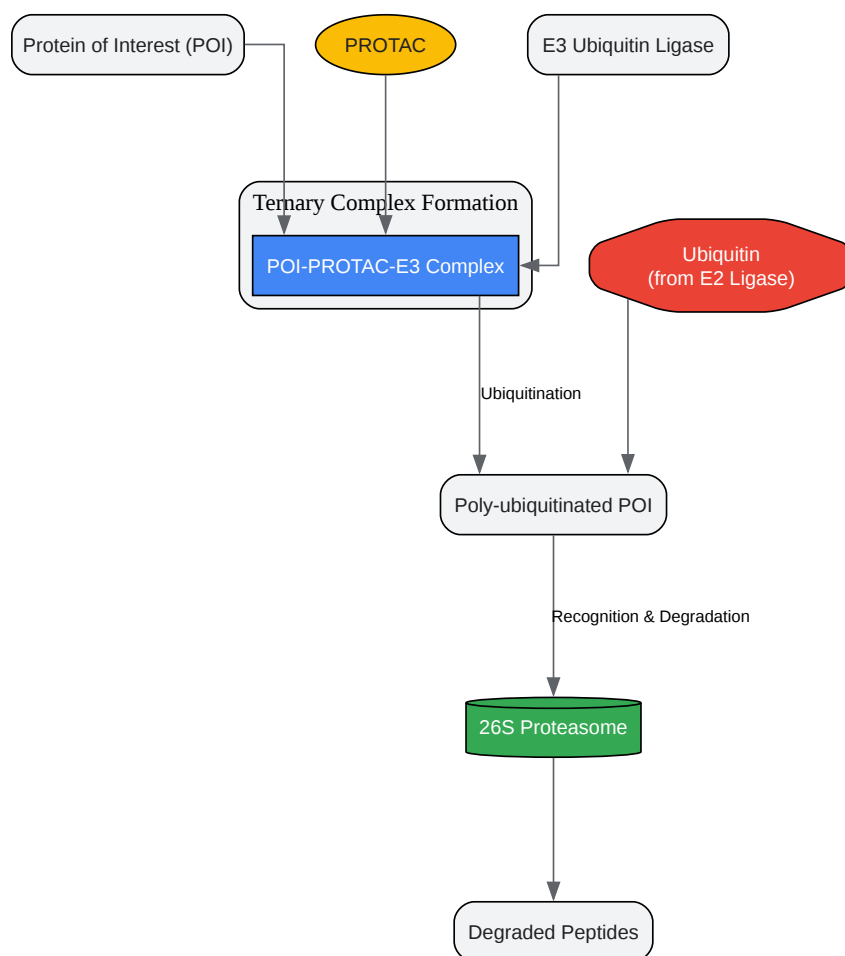 Protein of Interest (POI)
PROTAC
E3 Ubiquitin Ligase
Ternary Complex Formation
POI-PROTAC-E3 Complex
Ubiquitin
(from E2 Ligase)
Ubiquitination
Poly-ubiquitinated POI
Recognition & Degradation
26S Proteasome
Degraded Peptides